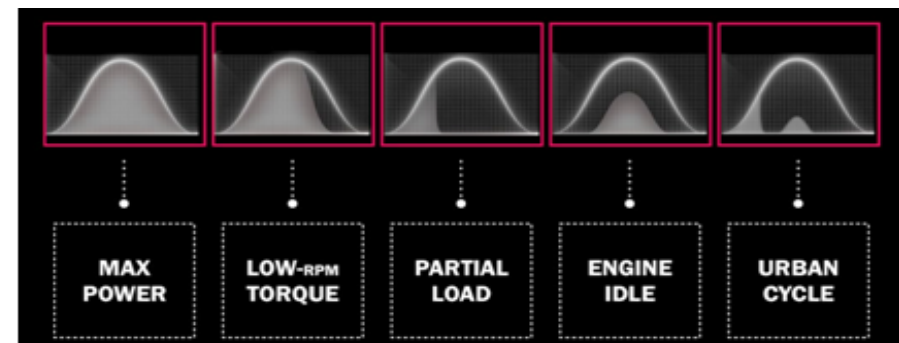 MAX
POWER
LOW-RPM
TORQUE
PARTIAL
LOAD
ENGINE
IDLE
URBAN
CYCLE